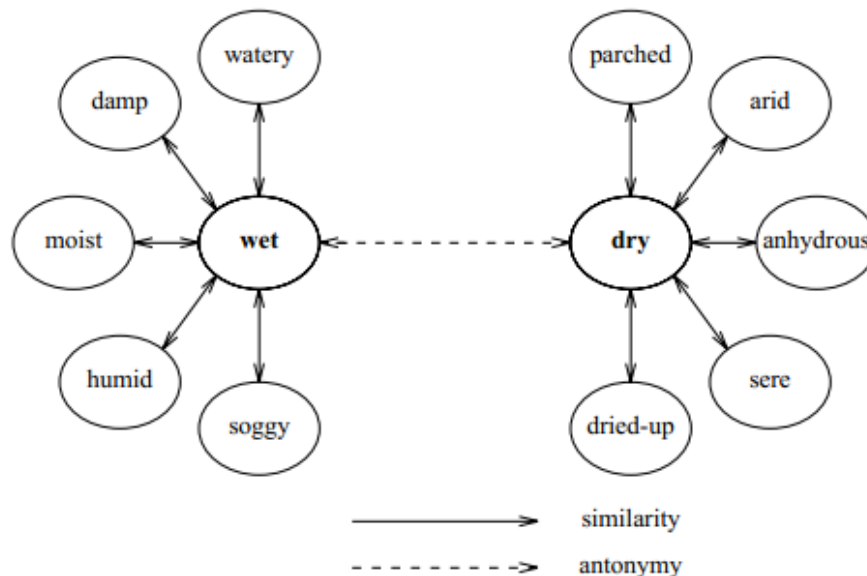 watery
parched
damp
arid
moist
wet
dry
anhydrous
humid
sere
soggy
dried-up
similarity
antonymy